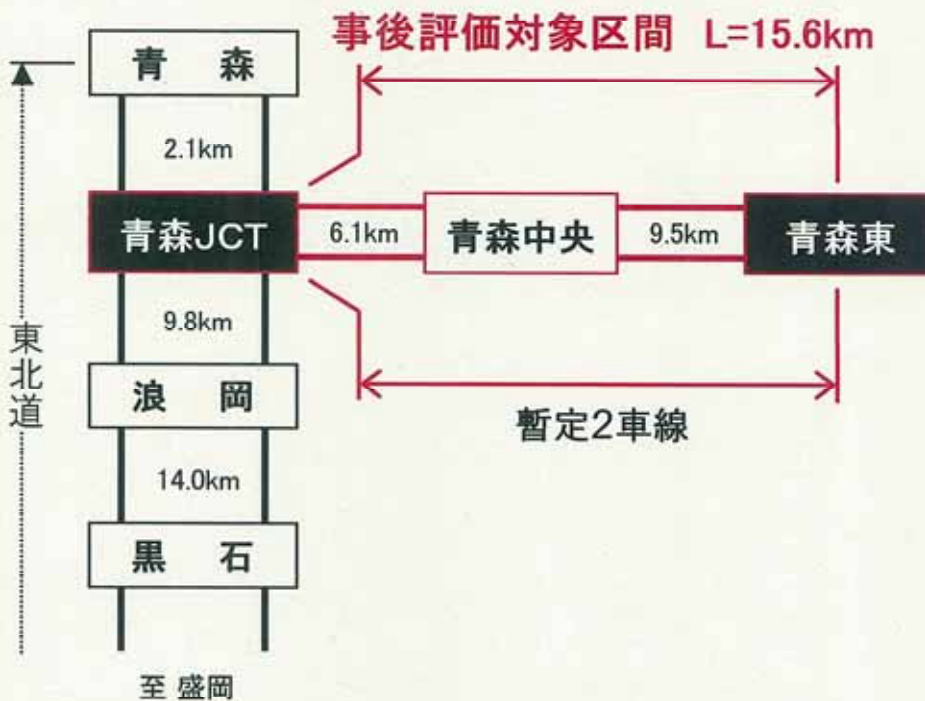 事後評価対象区間 L=15.6km
青森
2.1km
青森JCT
6.1km
青森中央
9.5km
青森東
9.8km
東北道
浪岡
暫定2車線
14.0km
黒石
至 盛岡